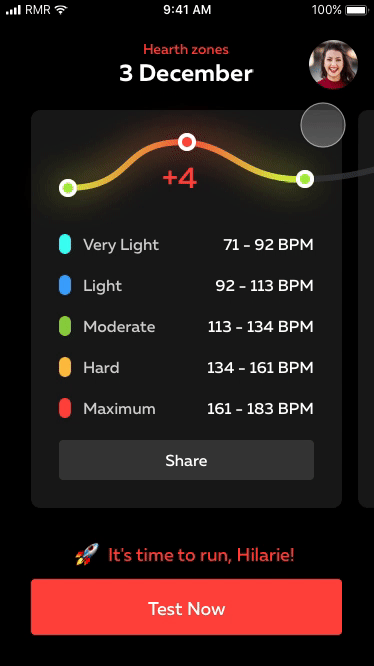 RMR 9:41 AM 100%
Hearth zones
3 December
+4
Very Light 71 - 92 BPM
Light 92 - 113 BPM
Moderate 113 - 134 BPM
Hard 134 - 161 BPM
Maximum 161 - 183 BPM
Share
🚀 It's time to run, Hilarie!
Test Now